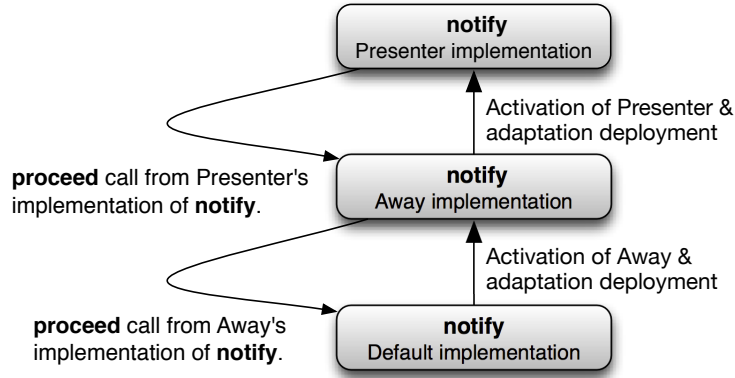 notify
Presenter implementation
Activation of Presenter &
adaptation deployment
proceed call from Presenter's
implementation of notify.
notify
Away implementation
Activation of Away &
adaptation deployment
proceed call from Away's
implementation of notify.
notify
Default implementation